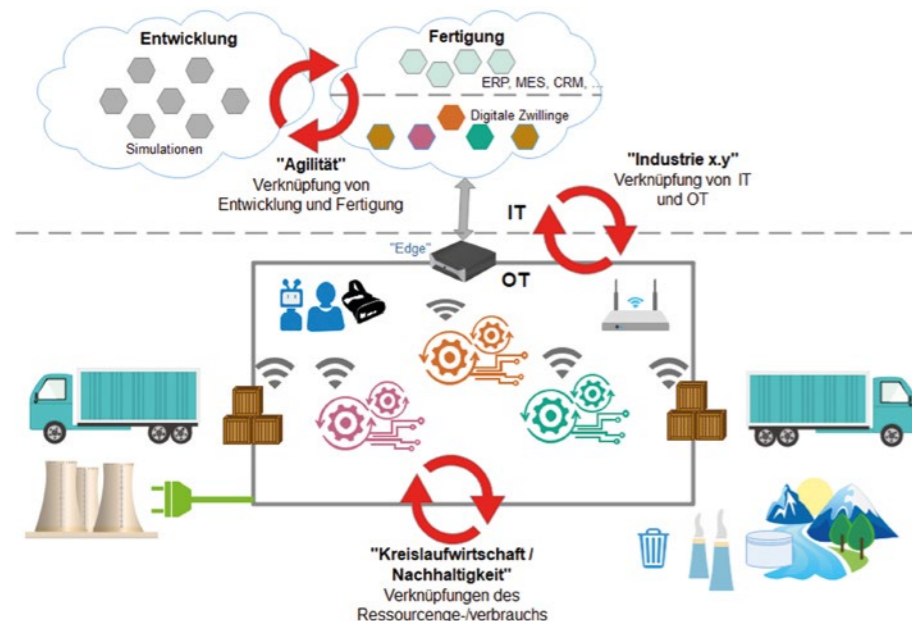 Entwicklung
Simulationen
Fertigung
ERP, MES, CRM, ...
Digitale Zwillinge
"Agilität"
Verknüpfung von
Entwicklung und Fertigung
"Industrie x.y"
Verknüpfung von IT
und OT
IT
"Edge"
OT
"Kreislaufwirtschaft /
Nachhaltigkeit"
Verknüpfungen des
Ressourcenge-/verbrauchs